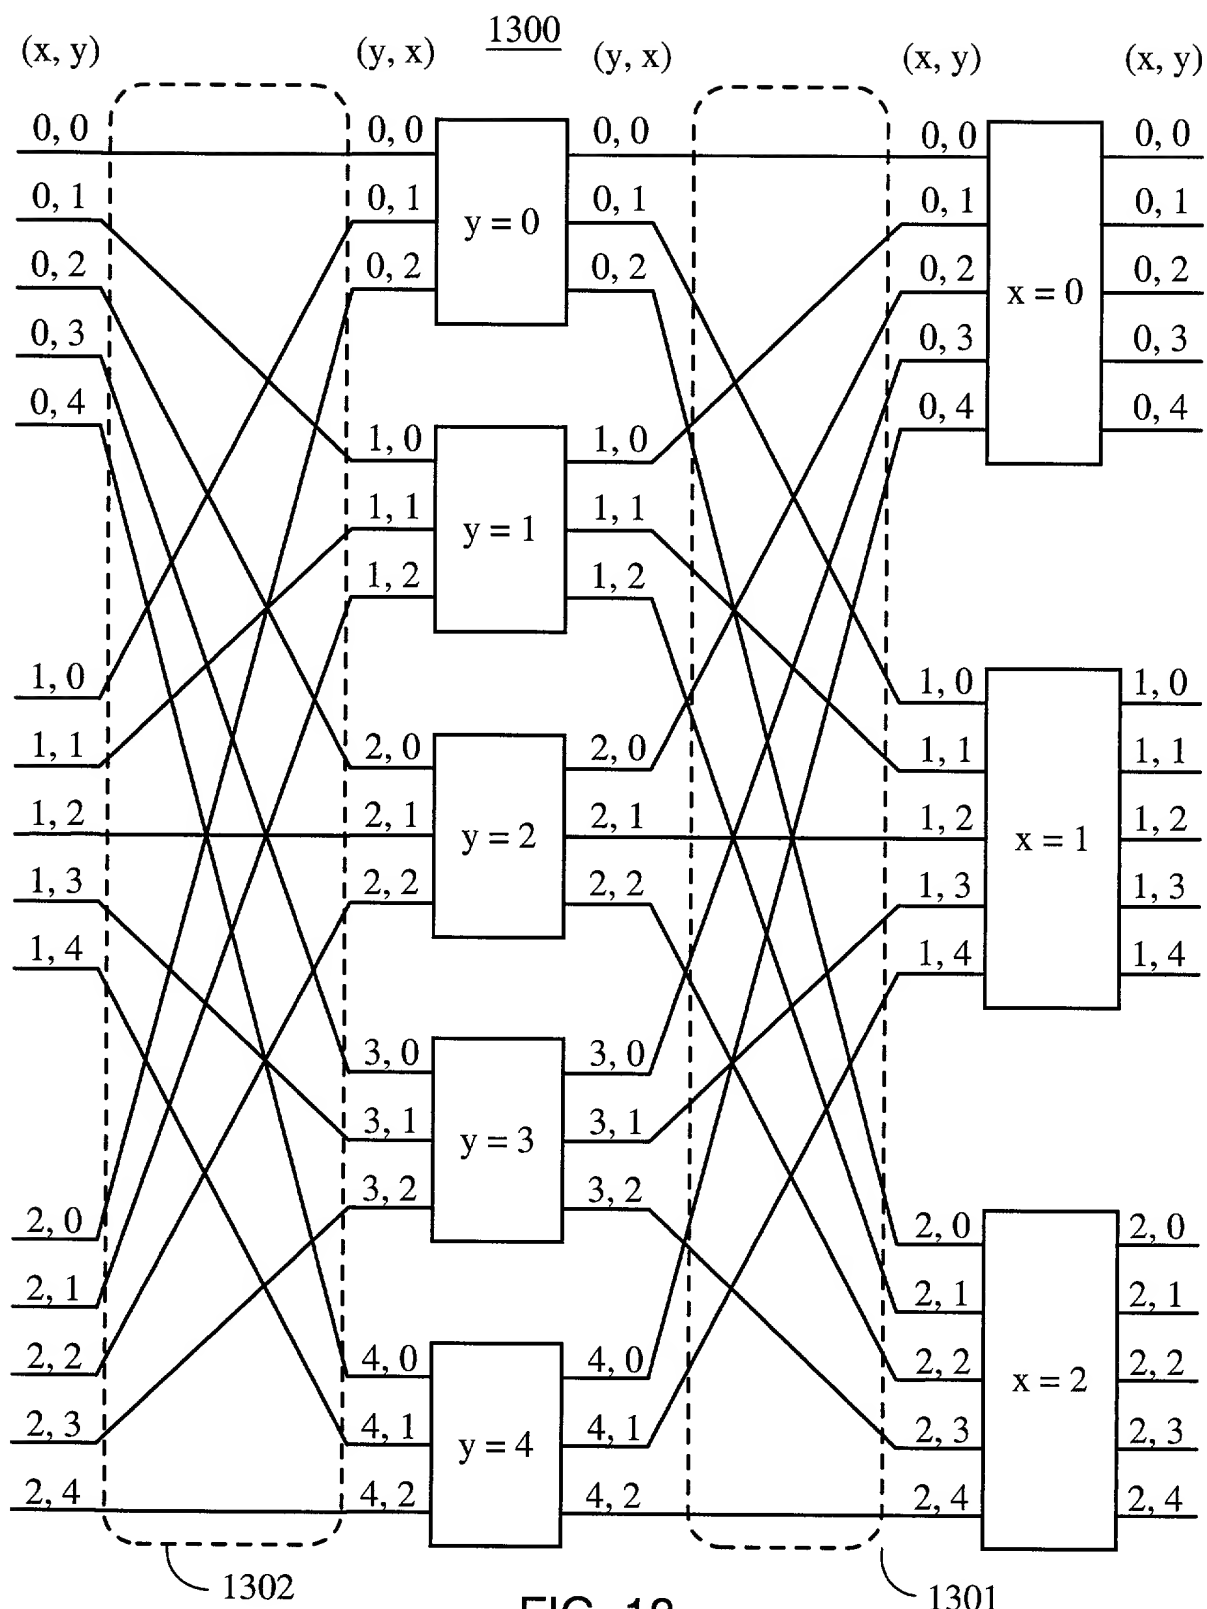 1300
(x, y) (y, x) (y, x) (x, y) (x, y)
0, 0 0, 0 0, 0 0, 0 0, 0
0, 1 0, 1 y = 0 0, 1 0, 1 0, 1
0, 2 0, 2 0, 2 0, 2 x = 0 0, 2
0, 3 0, 3 0, 3
0, 4 0, 4 0, 4
1, 0 1, 0
1, 1 y = 1 1, 1
1, 2 1, 2
1, 0 1, 0 1, 0
1, 1 2, 0 2, 0 1, 1 1, 1
1, 2 2, 1 y = 2 2, 1 1, 2 x = 1 1, 2
1, 3 2, 2 2, 2 1, 3 1, 3
1, 4 1, 4 1, 4
3, 0 3, 0
3, 1 y = 3 3, 1
3, 2 3, 2
2, 0 2, 0 2, 0
2, 1 2, 1 2, 1
2, 2 4, 0 4, 0 2, 2 x = 2 2, 2
2, 3 4, 1 y = 4 4, 1 2, 3 2, 3
2, 4 4, 2 4, 2 2, 4 2, 4
1302 1301